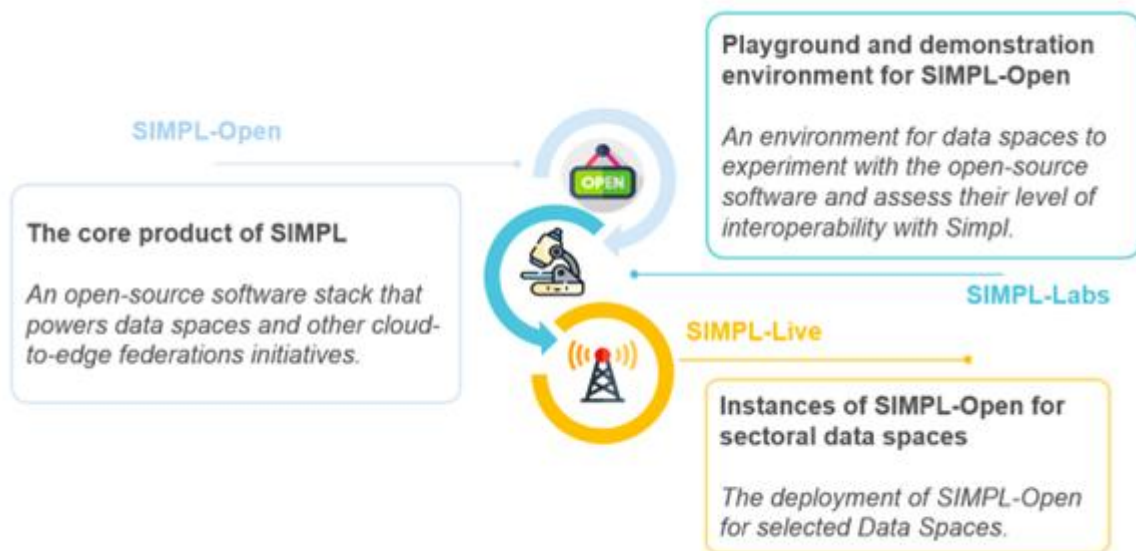 SIMPL-Open
OPEN
The core product of SIMPL
An open-source software stack that
powers data spaces and other cloud-
to-edge federations initiatives.
Playground and demonstration
environment for SIMPL-Open
An environment for data spaces to
experiment with the open-source
software and assess their level of
interoperability with Simpl.
SIMPL-Labs
SIMPL-Live
Instances of SIMPL-Open for
sectoral data spaces
The deployment of SIMPL-Open
for selected Data Spaces.